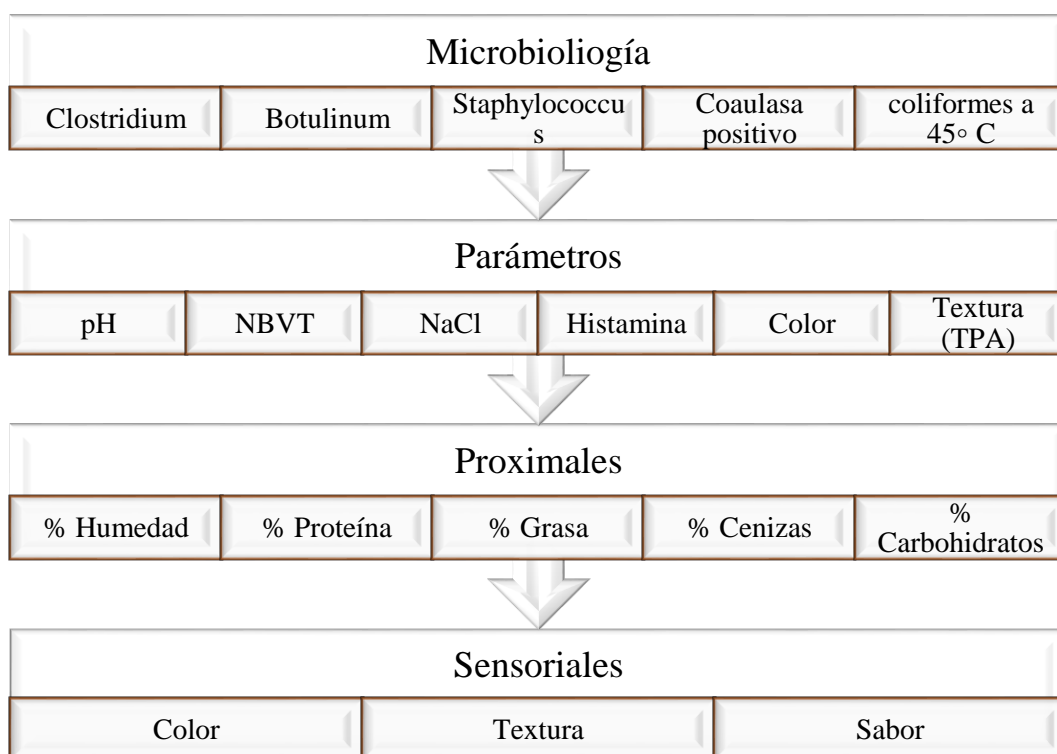 Microbioliogía
Clostridium
Botulinum
Staphylococcu
s
Coaulasa
positivo
coliformes a
45◦ C
Parámetros
pH
NBVT
NaCl
Histamina
Color
Textura
(TPA)
Proximales
% Humedad
% Proteína
% Grasa
% Cenizas
%
Carbohidratos
Sensoriales
Color
Textura
Sabor